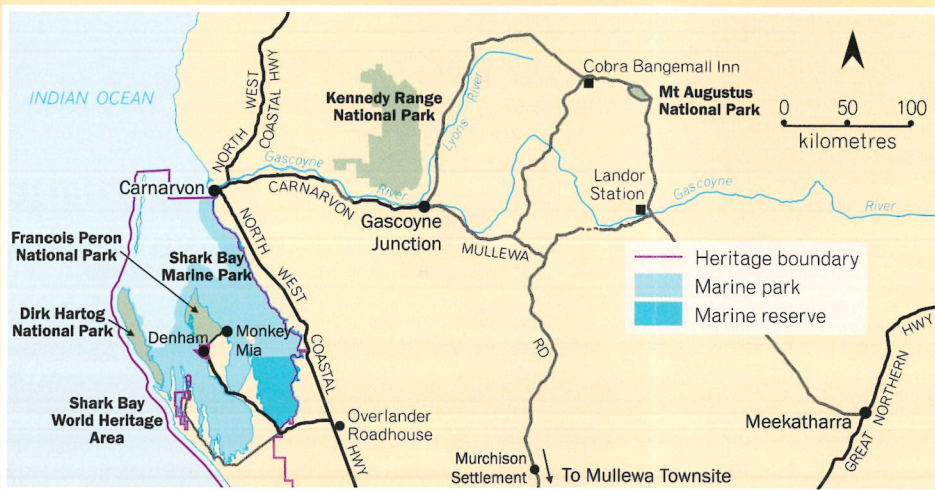 INDIAN OCEAN
NORTH
WEST
COASTAL HWY
Kennedy Range
National Park
Lyons
River
Cobra Bangemall Inn
Mt Augustus
National Park
0 50 100
kilometres
Carnarvon
Gascoyne
River
CARNARVON
Gascoyne
Junction
MULLEWA
RD
Landor
Station
Gascoyne
River
Francois Peron
National Park
Shark Bay
Marine Park
NORTH
WEST
COASTAL
HWY
Dirk Hartog
National Park
Denham
Monkey
Mia
Shark Bay
World Heritage
Area
Overlander
Roadhouse
Heritage boundary
Marine park
Marine reserve
Meekatharra
GREAT NORTHERN
HWY
Murchison
Settlement
To Mullewa Townsite